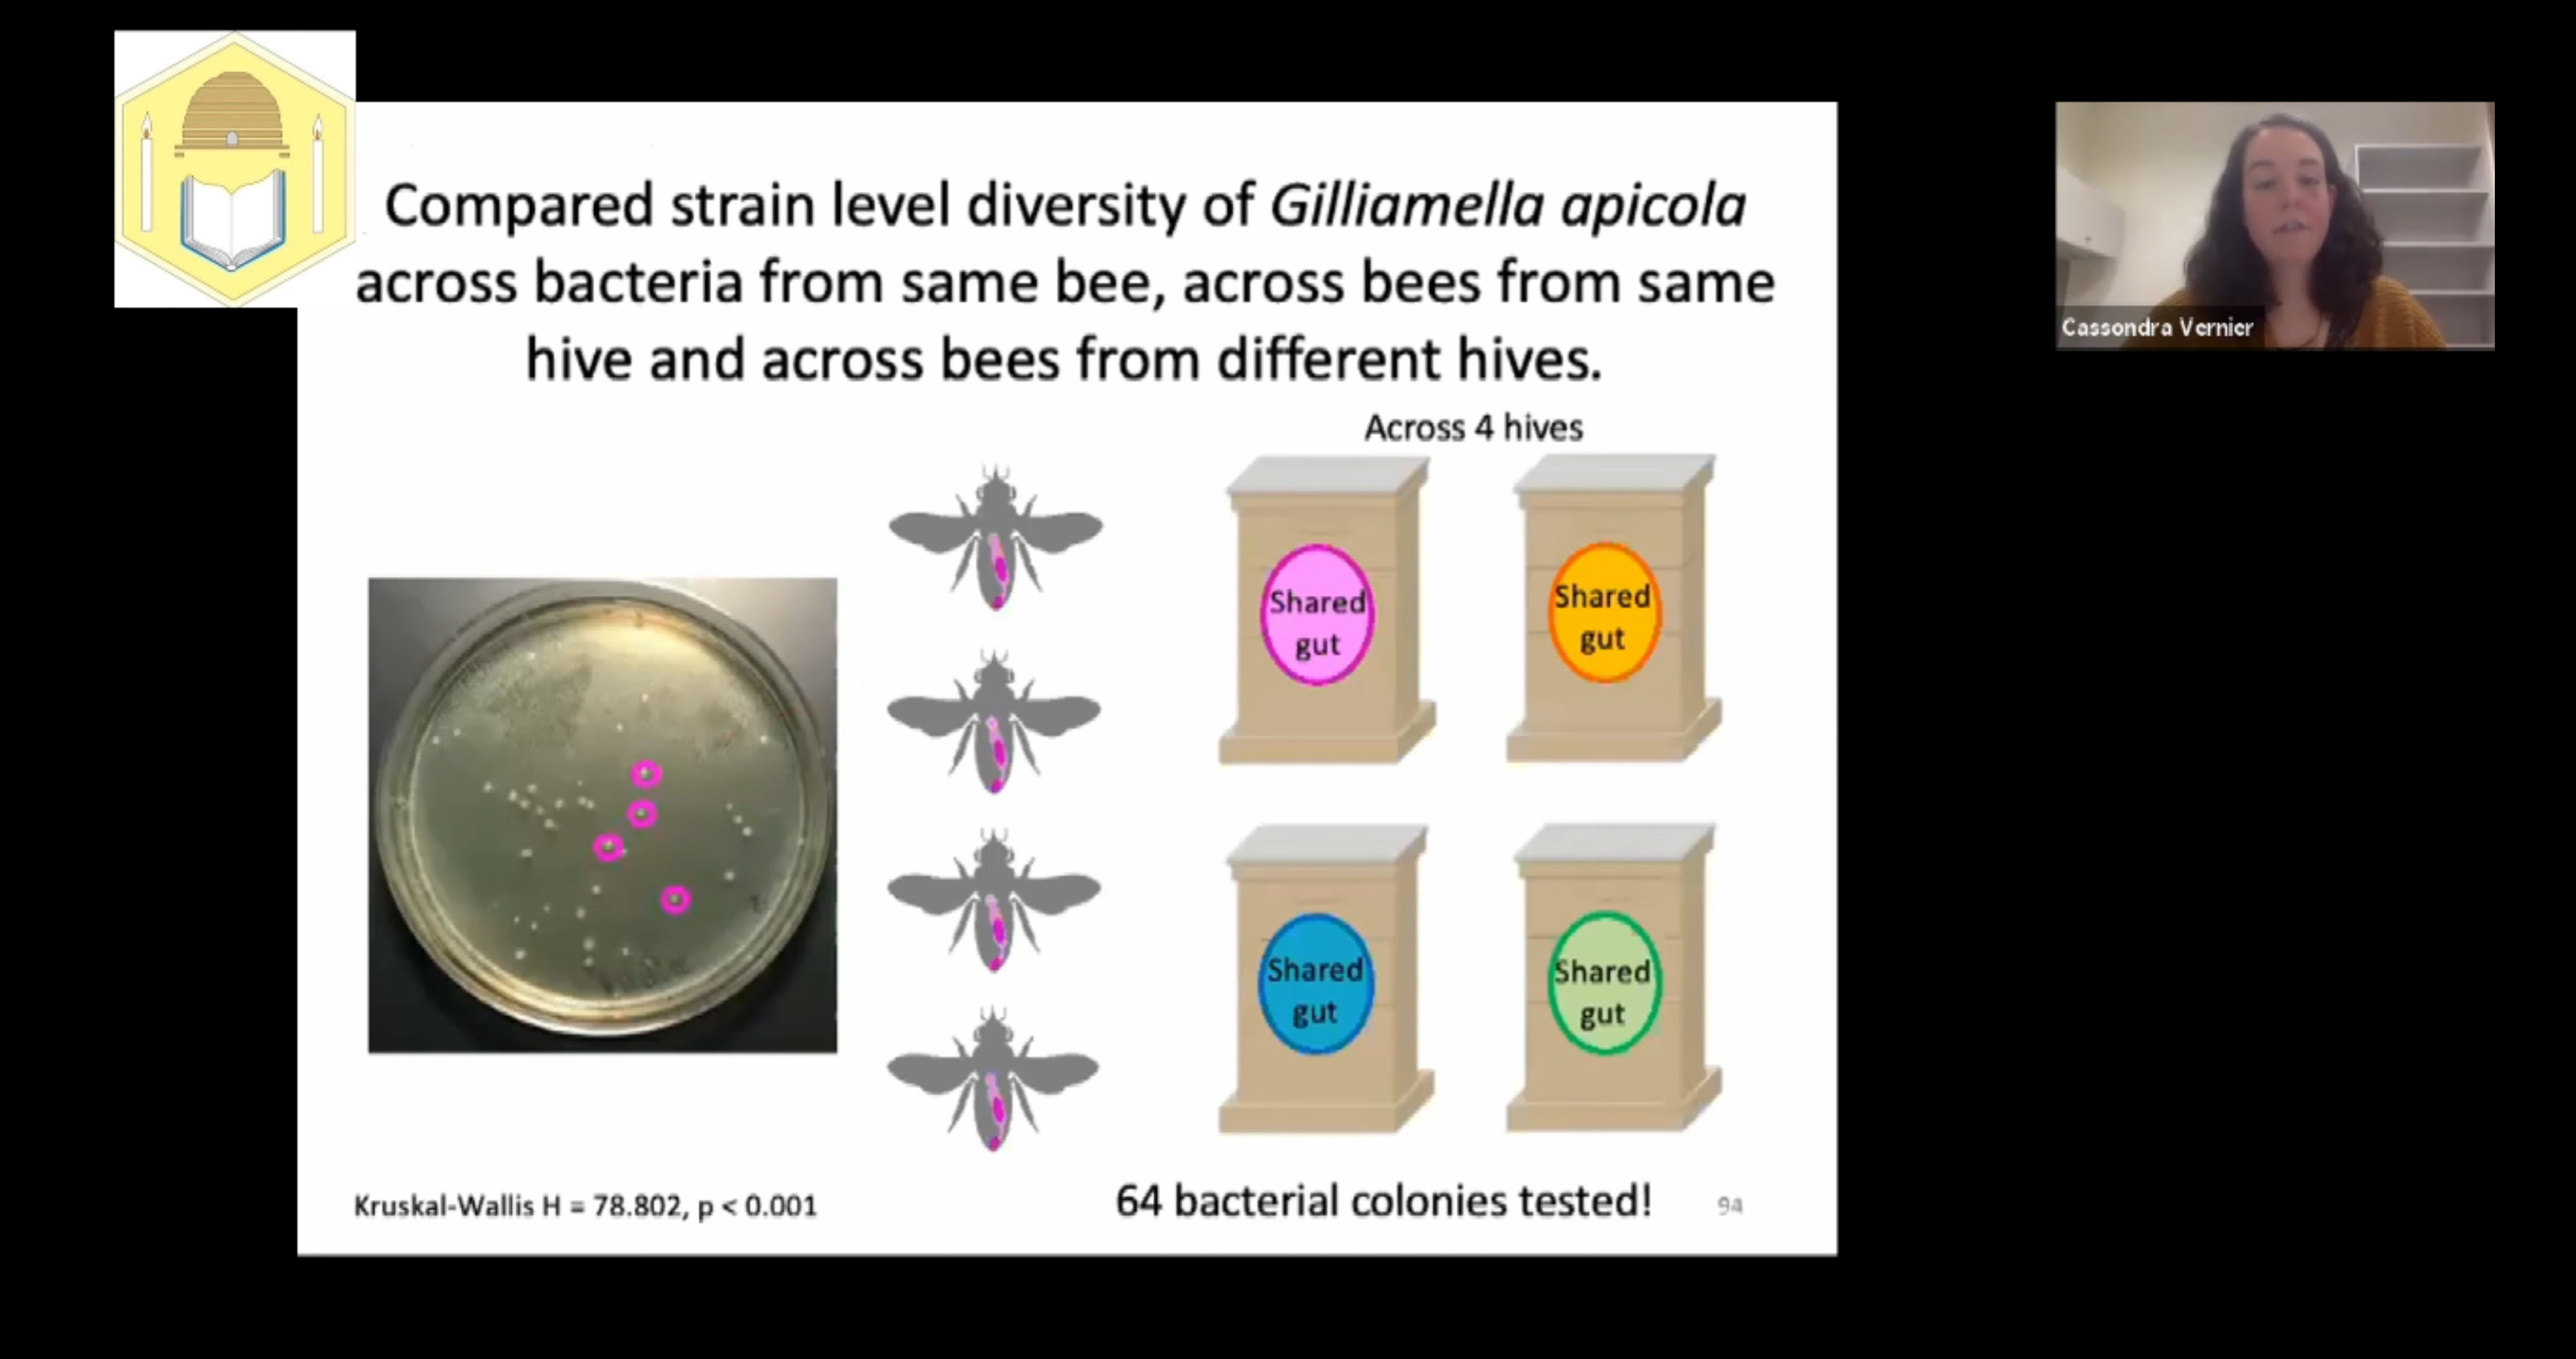 Compared strain level diversity of Gilliamella apicola
across bacteria from same bee, across bees from same
hive and across bees from different hives.
Across 4 hives
Shared
gut
Shared
gut
Shared
gut
Shared
gut
Kruskal-Wallis H = 78.802, p < 0.001
64 bacterial colonies tested!
94
Cassondra Vernier